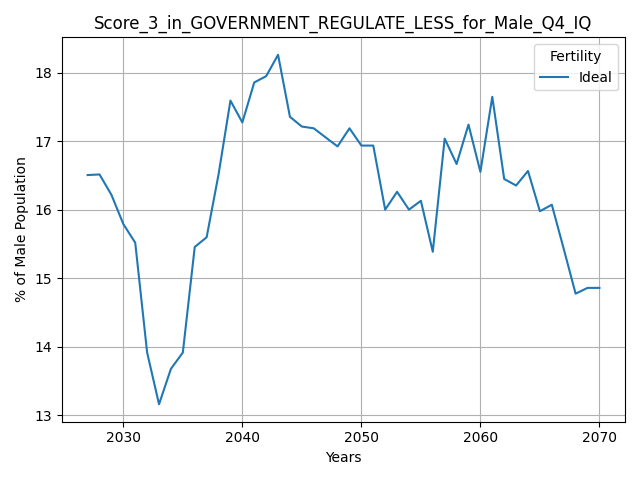 Score_3_in_GOVERNMENT_REGULATE_LESS_for_Male_Q4_IQ
Fertility
Ideal
% of Male Population
18
17
16
15
14
13
2030 2040 2050 2060 2070
Years